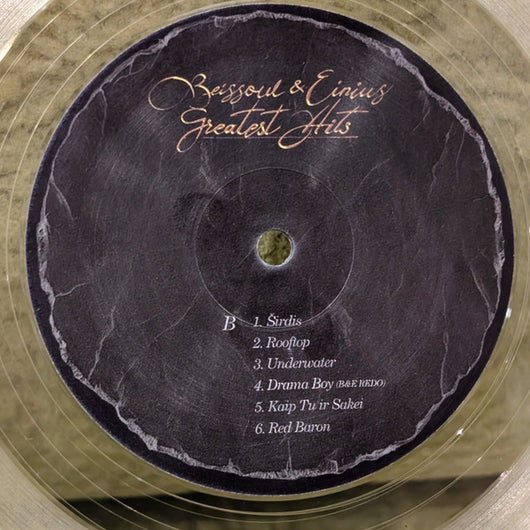 Beissoul & Einius
Greatest Hits
B 1. Širdis
2. Rooftop
3. Underwater
4. Drama Boy (B&E REDO)
5. Kaip Tu ir Sakei
6. Red Baron